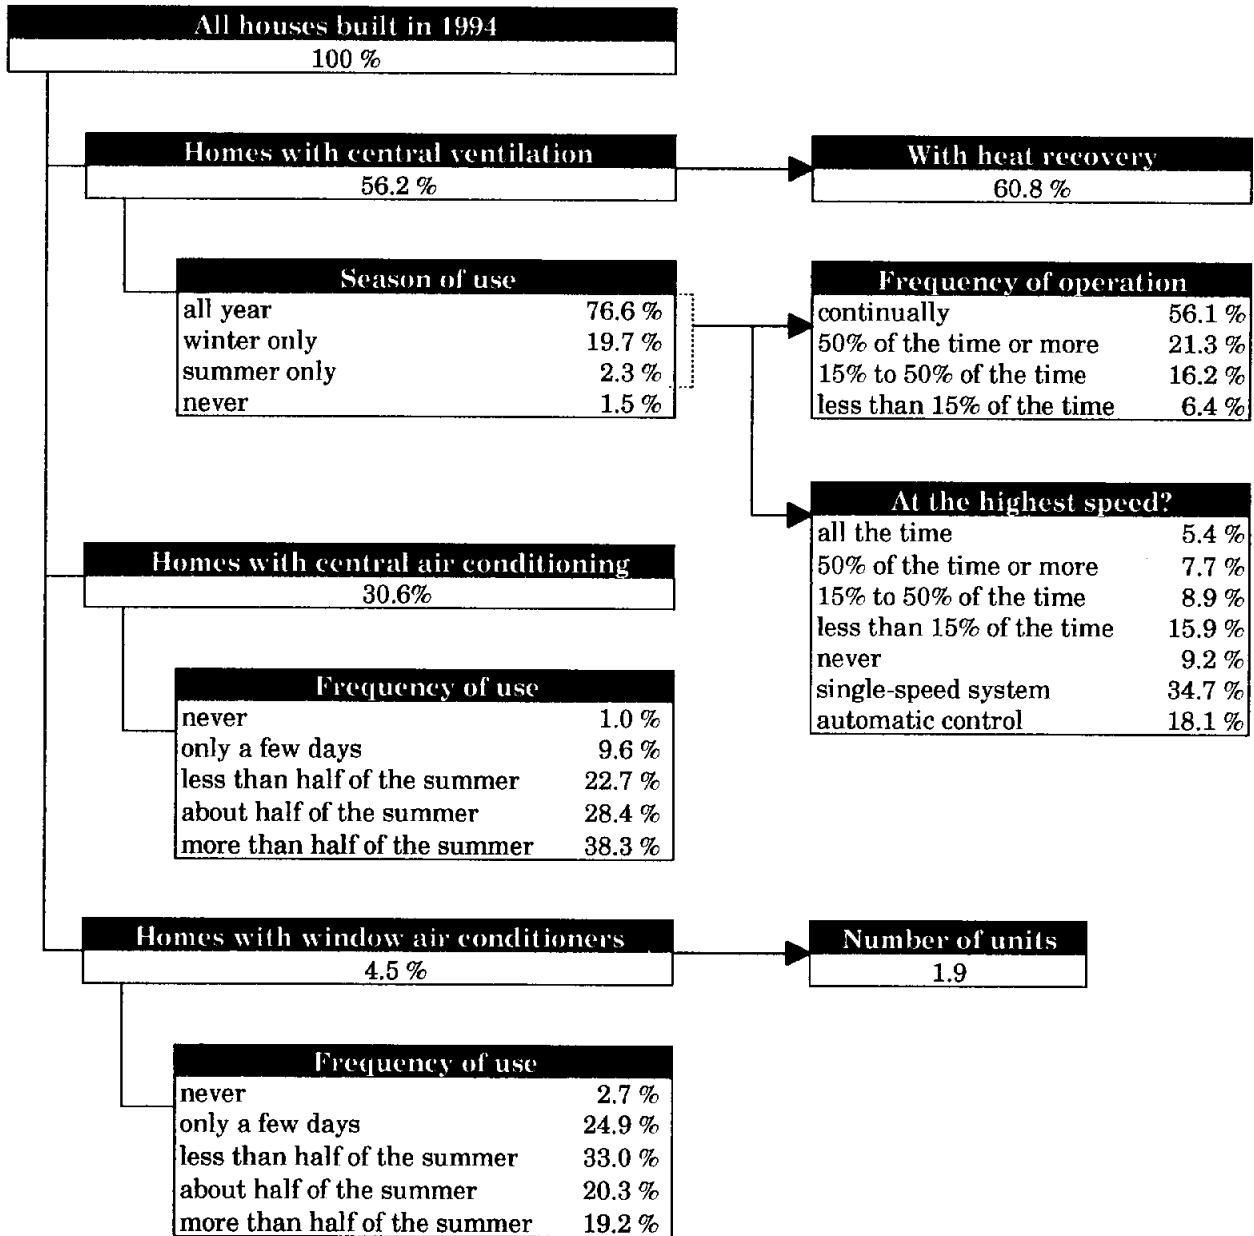 All houses built in 1994
100 %
Homes with central ventilation
56.2 %
With heat recovery
60.8 %
Season of use
all year 76.6 %
winter only 19.7 %
summer only 2.3 %
never 1.5 %
Frequency of operation
continually 56.1 %
50% of the time or more 21.3 %
15% to 50% of the time 16.2 %
less than 15% of the time 6.4 %
At the highest speed?
all the time 5.4 %
50% of the time or more 7.7 %
15% to 50% of the time 8.9 %
less than 15% of the time 15.9 %
never 9.2 %
single-speed system 34.7 %
automatic control 18.1 %
Homes with central air conditioning
30.6%
Frequency of use
never 1.0 %
only a few days 9.6 %
less than half of the summer 22.7 %
about half of the summer 28.4 %
more than half of the summer 38.3 %
Homes with window air conditioners
4.5 %
Number of units
1.9
Frequency of use
never 2.7 %
only a few days 24.9 %
less than half of the summer 33.0 %
about half of the summer 20.3 %
more than half of the summer 19.2 %